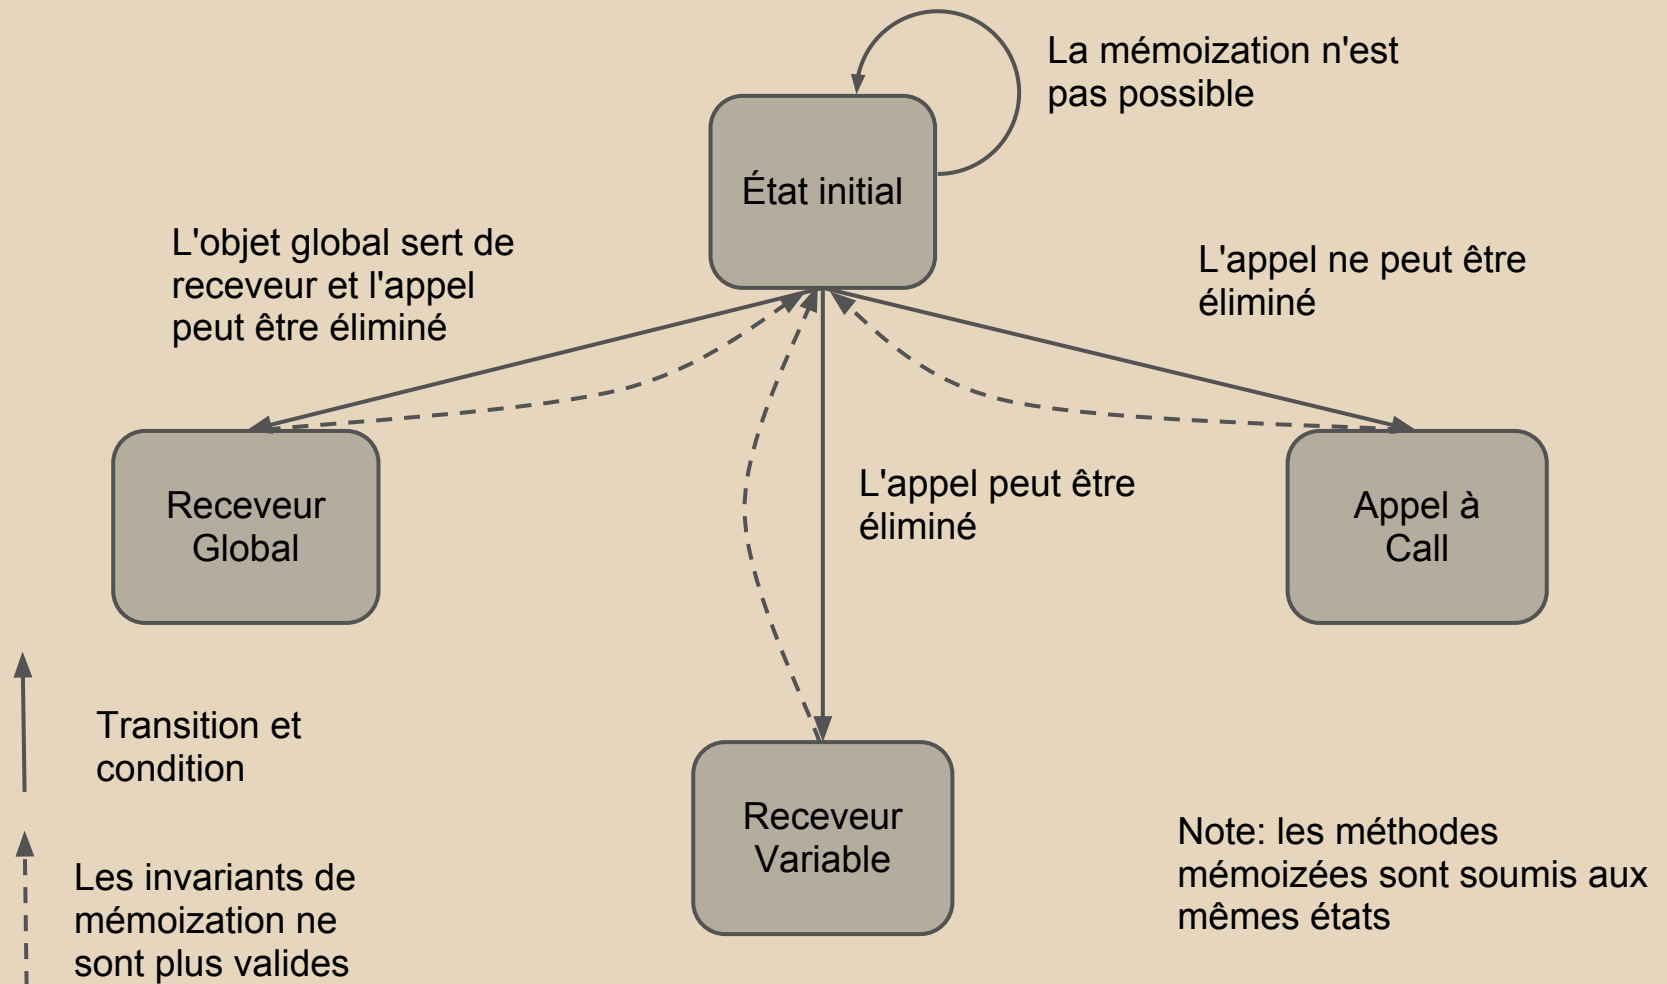 La mémoization n'est
pas possible
État initial
L'objet global sert de
receveur et l'appel
peut être éliminé
L'appel ne peut être
éliminé
Receveur
Global
L'appel peut être
éliminé
Appel à
Call
Transition et
condition
Receveur
Variable
Les invariants de
mémoization ne
sont plus valides
Note: les méthodes
mémoizées sont soumis aux
mêmes états